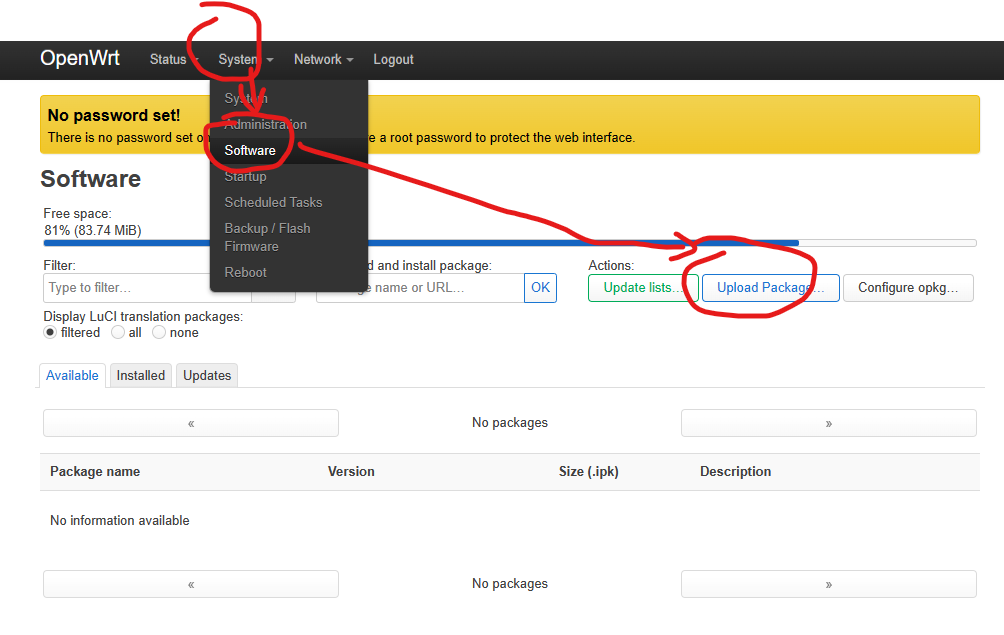 OpenWrt Status System Network Logout
System
No password set!
Administration
There is no password set o e a root password to protect the web interface.
Software
Software
Startup
Scheduled Tasks
Free space:
81% (83.74 MiB)
Backup / Flash
Firmware
Reboot
Filter: d and install package: Actions:
Type to filter... ge name or URL... OK Update lists... Upload Package... Configure opkg...
Display LuCI translation packages:
filtered all none
Available Installed Updates
« No packages »
Package name Version Size (.ipk) Description
No information available
« No packages »